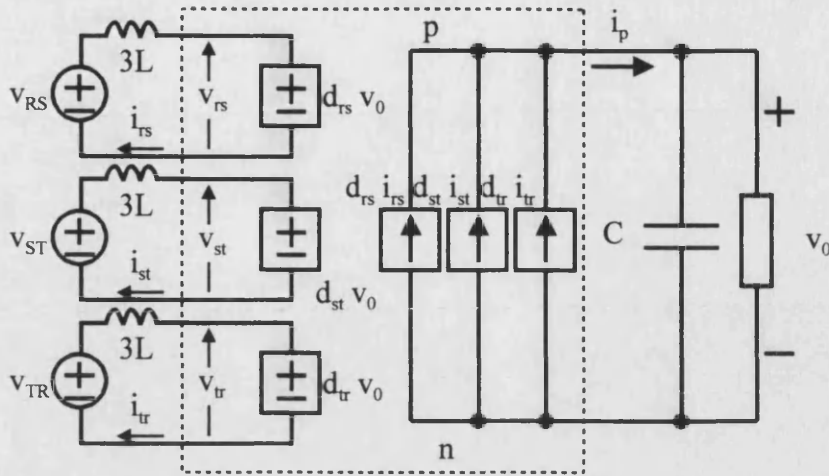 p
i_p
3L
v_RS
v_rs
d_rs v_0
i_rs
+
d_rs i_rs d_st i_st d_tr i_tr
3L
v_ST
v_st
C
v_0
i_st
d_st v_0
3L
v_TR
v_tr
d_tr v_0
−
i_tr
n